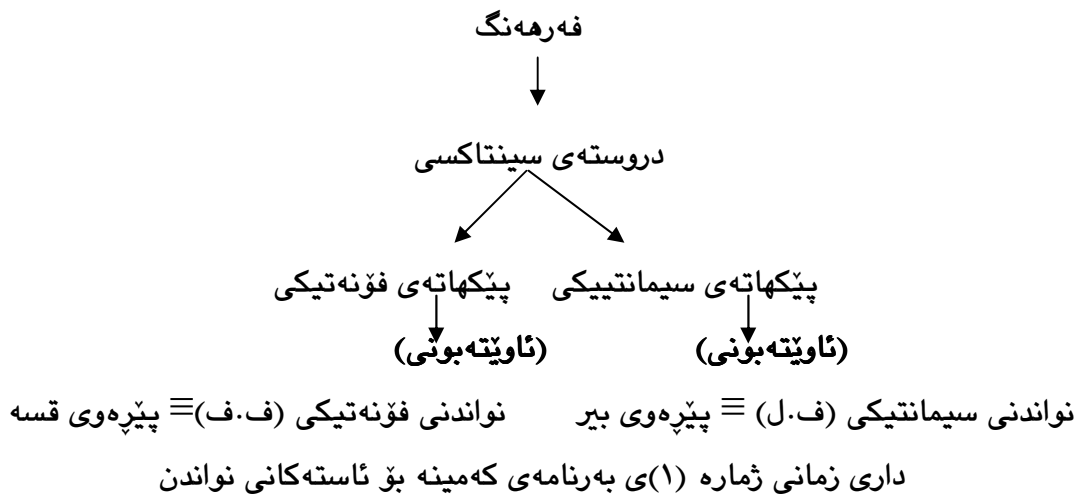 فەرهەنگ
دروستەی سینتاکسی
پێکهاتەی سیمانتییکی پێکهاتەی فۆنەتیکی
(ئاوێتەبونی) (ئاوێتەبونی)
نواندنی سیمانتیکی (ف.ل) ≡ پێڕەوی بیر نواندنی فۆنەتیکی (ف.ف)≡ پێڕەوی قسە
داری زمانی ژمارە (١)ی بەرنامەی کەمینە بۆ ئاستەکانی نواندن